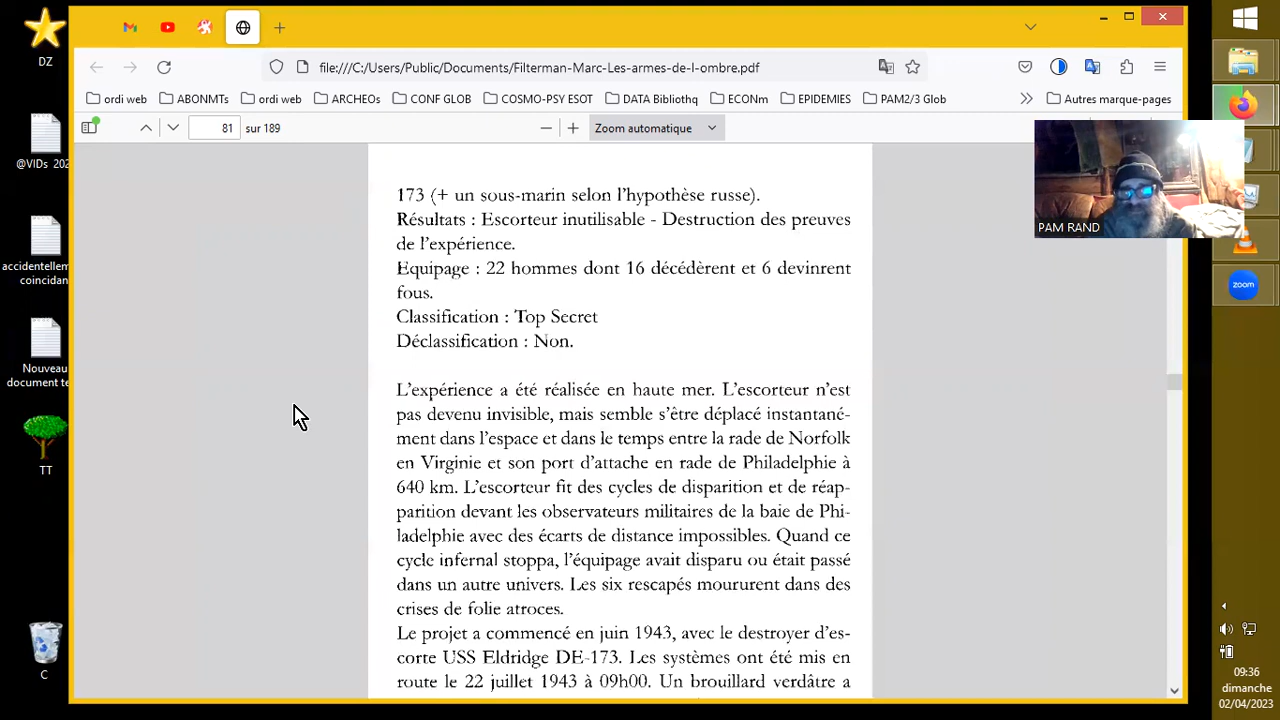 DZ
@VIDs 202
accidentellem
coincidan
Nouveau
document te
TT
C
file:///C:/Users/Public/Documents/Filterman-Marc-Les-armes-de-l-ombre.pdf
ordi web
ABONMTs
ordi web
ARCHEOs
CONF GLOB
COSMO-PSY ESOT
DATA Bibliothq
ECONm
EPIDEMIES
PAM2/3 Glob
Autres marque-pages
81 sur 189
Zoom automatique
173 (+ un sous-marin selon l'hypothèse russe).
Résultats : Escorteur inutilisable - Destruction des preuves
de l'expérience.
Equipage : 22 hommes dont 16 décédèrent et 6 devinrent
fous.
Classification : Top Secret
Déclassification : Non.
L'expérience a été réalisée en haute mer. L'escorteur n'est
pas devenu invisible, mais semble s'être déplacé instantané-
ment dans l'espace et dans le temps entre la rade de Norfolk
en Virginie et son port d'attache en rade de Philadelphie à
640 km. L'escorteur fit des cycles de disparition et de réap-
parition devant les observateurs militaires de la baie de Phi-
ladelphie avec des écarts de distance impossibles. Quand ce
cycle infernal stoppa, l'équipage avait disparu ou était passé
dans un autre univers. Les six rescapés moururent dans des
crises de folie atroces.
Le projet a commencé en juin 1943, avec le destroyer d'es-
corte USS Eldridge DE-173. Les systèmes ont été mis en
route le 22 juillet 1943 à 09h00. Un brouillard verdâtre a
PAM RAND
zoom
09:36
dimanche
02/04/2023